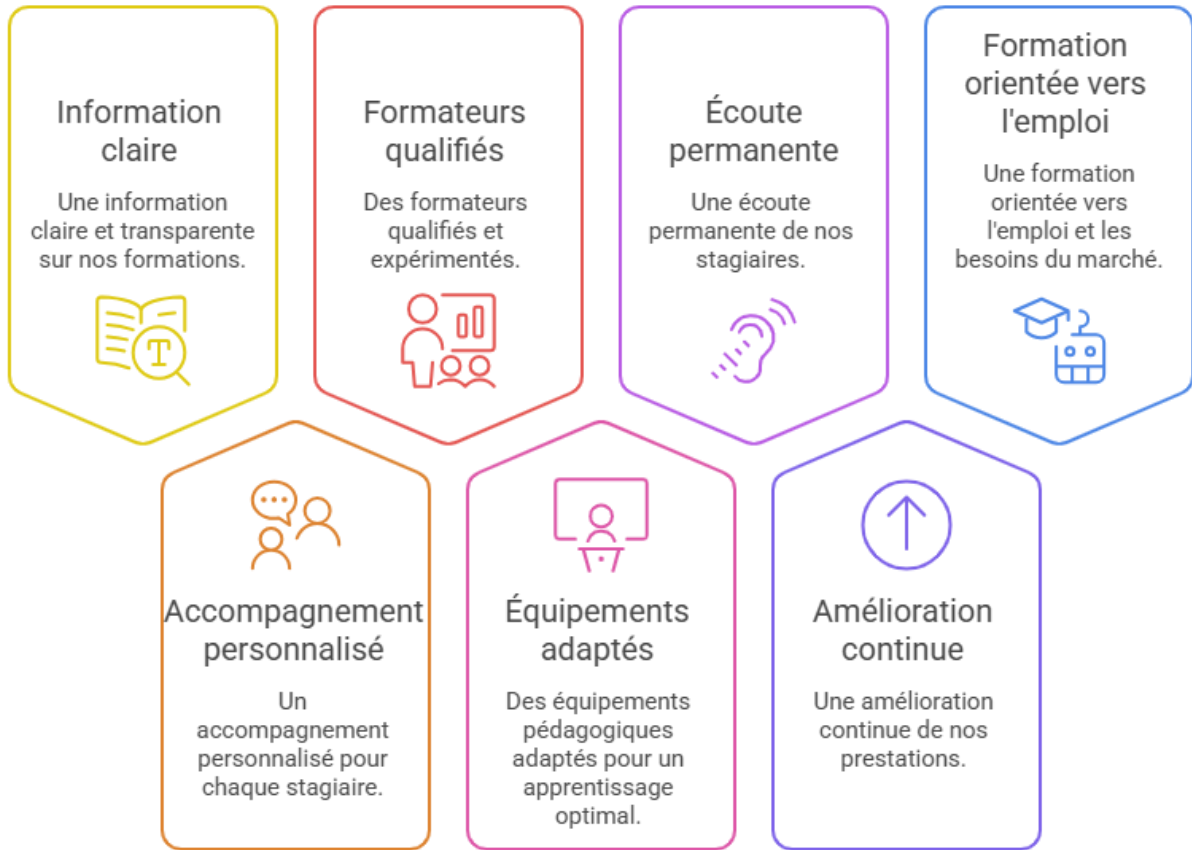 Information
claire
Une information
claire et transparente
sur nos formations.
T
Formateurs
qualifiés
Des formateurs
qualifiés et
expérimentés.
Écoute
permanente
Une écoute
permanente de nos
stagiaires.
Formation
orientée vers
l'emploi
Une formation
orientée vers
l'emploi et les
besoins du marché.
Accompagnement
personnalisé
Un
accompagnement
personnalisé pour
chaque stagiaire.
Équipements
adaptés
Des équipements
pédagogiques
adaptés pour un
apprentissage
optimal.
Amélioration
continue
Une amélioration
continue de nos
prestations.